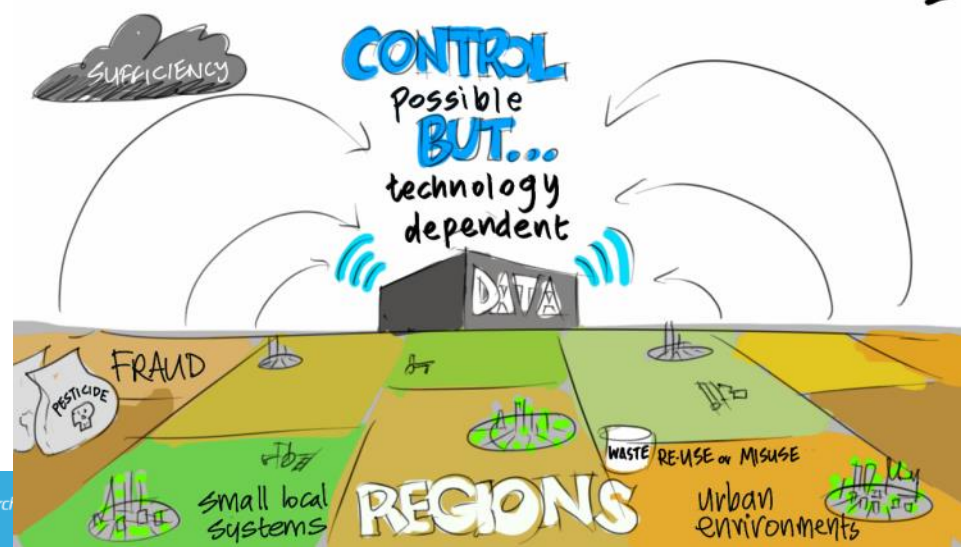 SUFFICIENCY
CONTROL
possible
BUT...
technology
dependent
DATA
FRAUD
PESTICIDE
WASTE
RE-USE or MISUSE
small local
systems
REGIONS
urban
environments